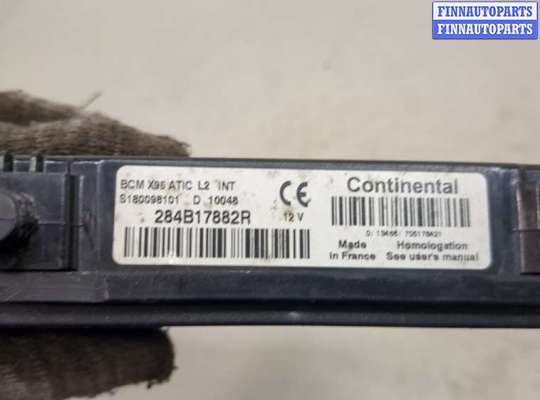 FINNAUTOPARTS
FINNAUTOPARTS
BCM X95 ATIC L2 INT
S180098101 D 10048
284B17882R
CE
12 V
Continental
Made
in France
Homologation
See user's manual